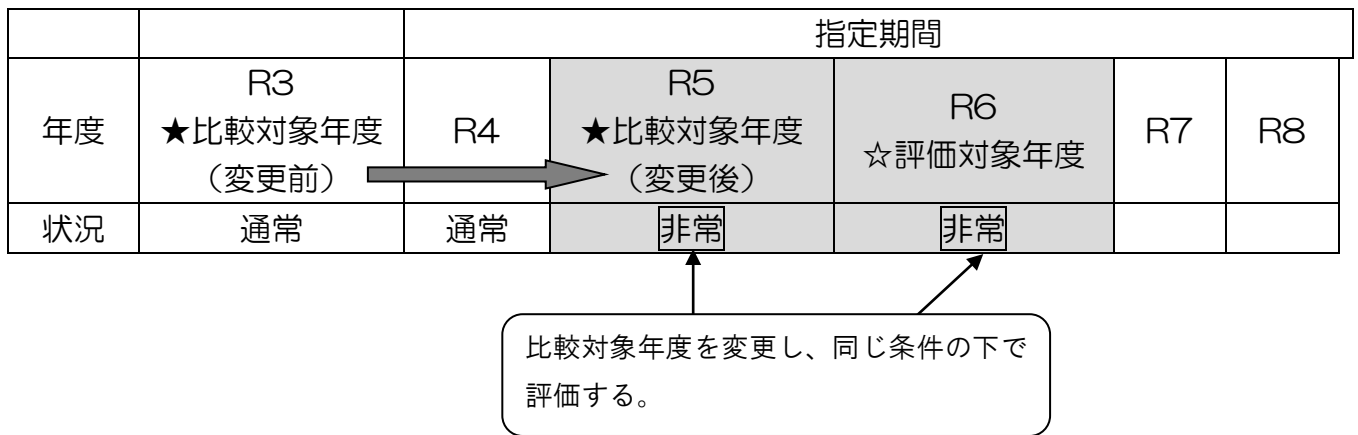 指定期間
年度
R3
★比較対象年度
（変更前）
R4
R5
★比較対象年度
（変更後）
R6
☆評価対象年度
R7
R8
状況
通常
通常
非常
非常
比較対象年度を変更し、同じ条件の下で
評価する。